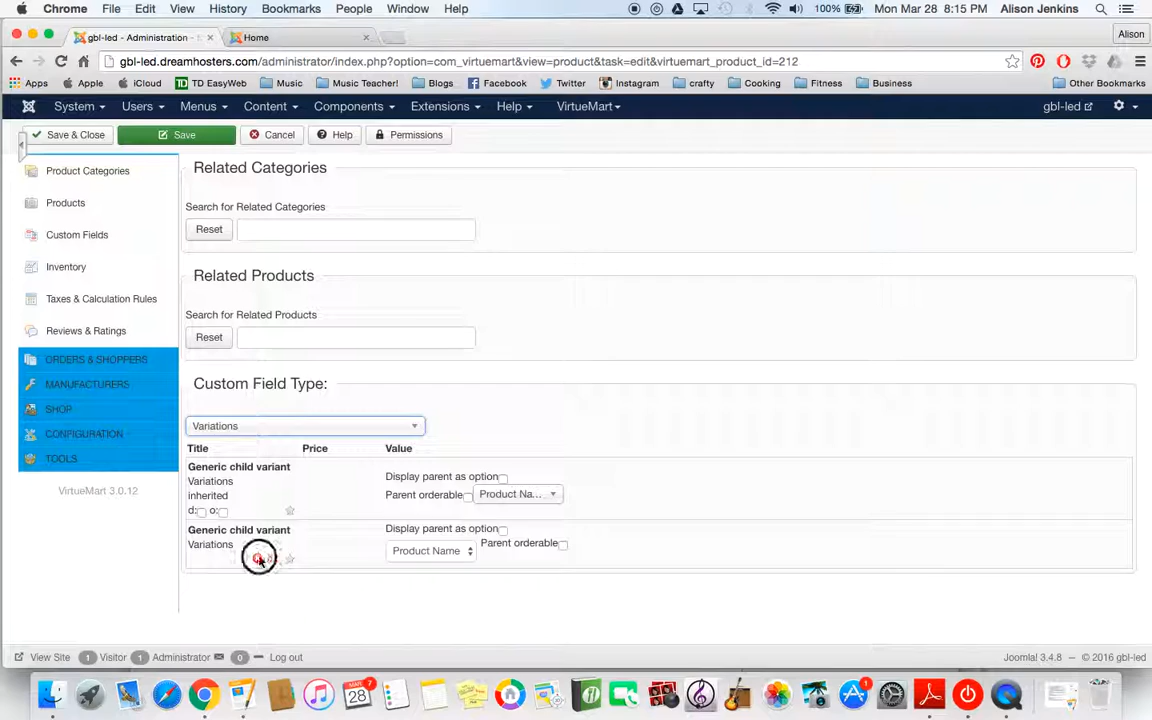 Chrome File Edit View History Bookmarks People Window Help 100% Mon Mar 28 8:15 PM Alison Jenkins
gbl-led - Administration Home Alison
gbl-led.dreamhosters.com/administrator/index.php?option=com_virtuemart&view=product&task=edit&virtuemart_product_id=212
Apps Apple iCloud TD EasyWeb Music Music Teacher! Blogs Facebook Twitter Instagram crafty Cooking Fitness Business Other Bookmarks
System Users Menus Content Components Extensions Help VirtueMart gbl-led
Save & Close Save Cancel Help Permissions
Product Categories
Products
Custom Fields
Inventory
Taxes & Calculation Rules
Reviews & Ratings
ORDERS & SHOPPERS
MANUFACTURERS
SHOP
CONFIGURATION
TOOLS
VirtueMart 3.0.12
Related Categories
Search for Related Categories
Reset
Related Products
Search for Related Products
Reset
Custom Field Type:
Variations
Title Price Value
Generic child variant
Variations
inherited
d: o:
Display parent as option
Parent orderable Product Na...
Generic child variant
Variations
Display parent as option
Product Name Parent orderable
View Site 1 Visitor 1 Administrator 0 Log out Joomla! 3.4.8 — © 2016 gbl-led
MAR
28
7
1